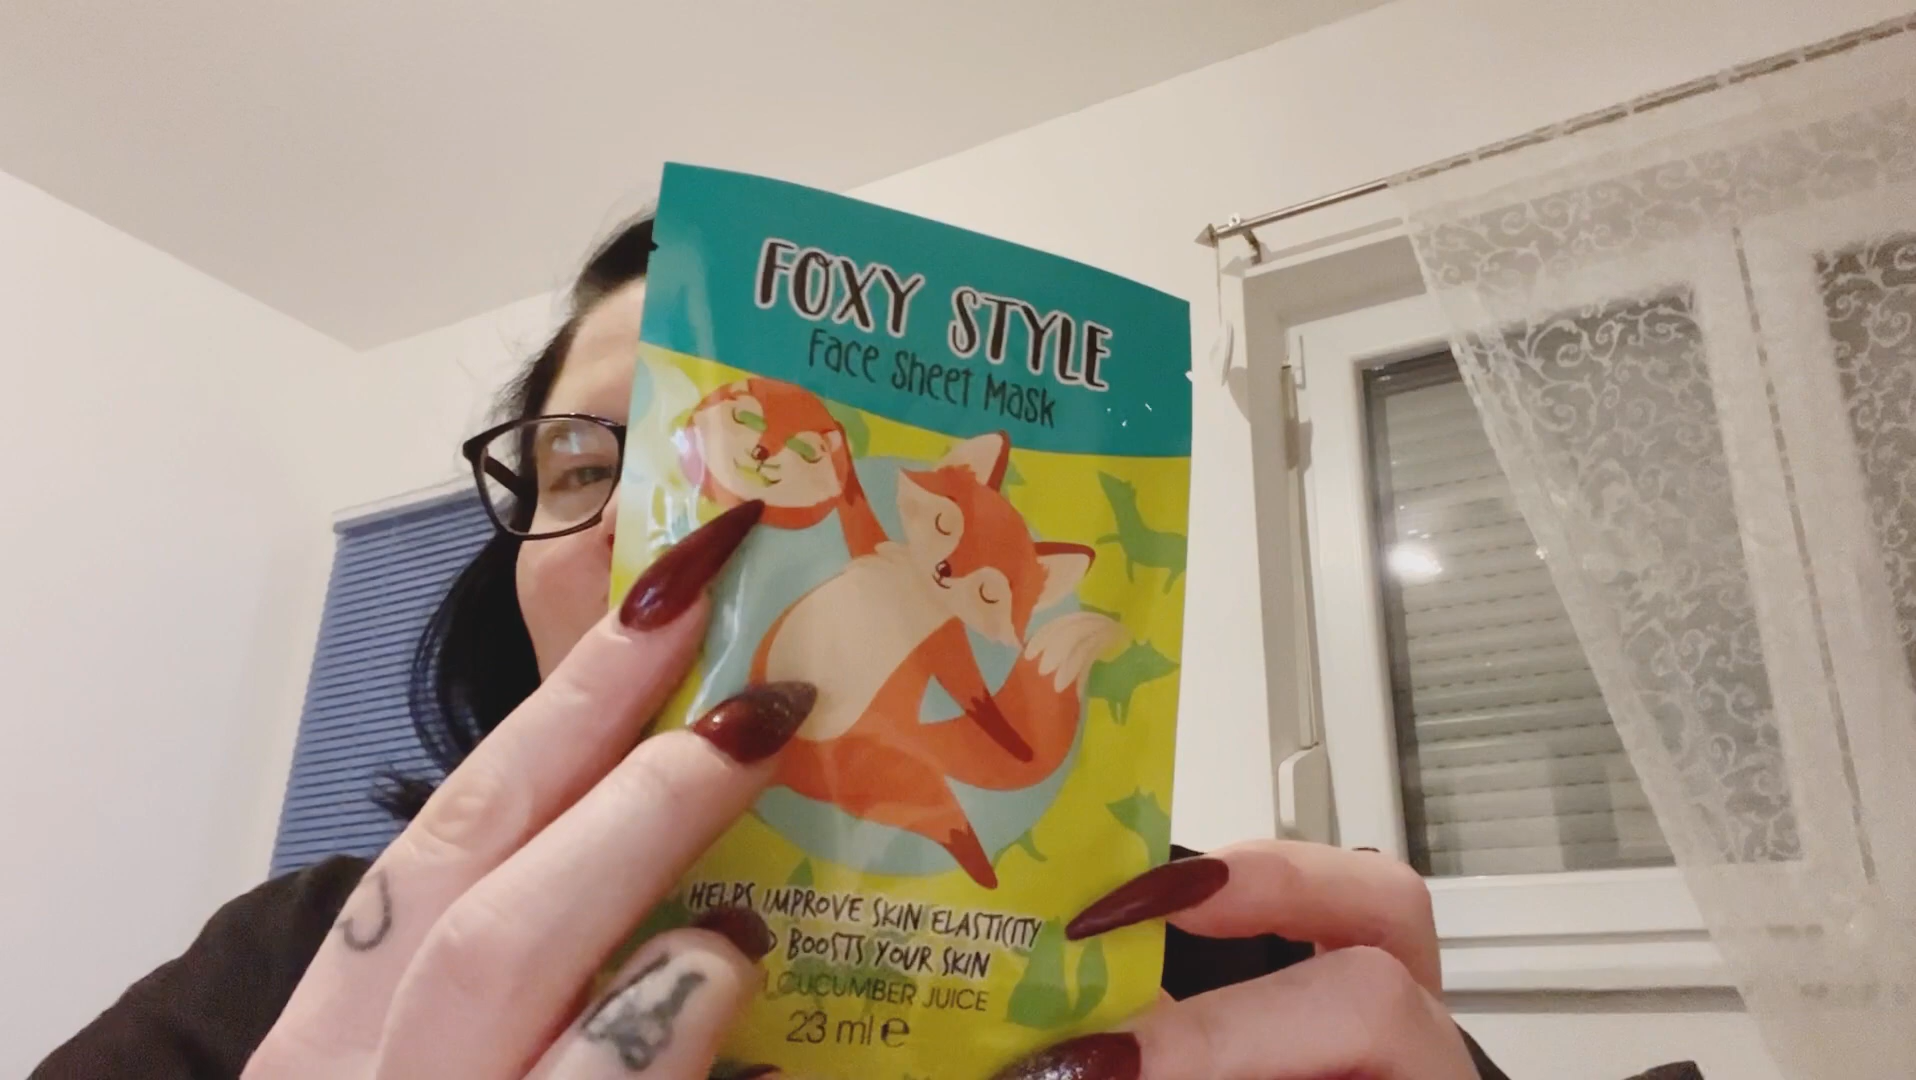 FOXY STYLE
Face Sheet Mask
HELPS IMPROVE SKIN ELASTICITY
BOOSTS YOUR SKIN
CUCUMBER JUICE
23 ml e